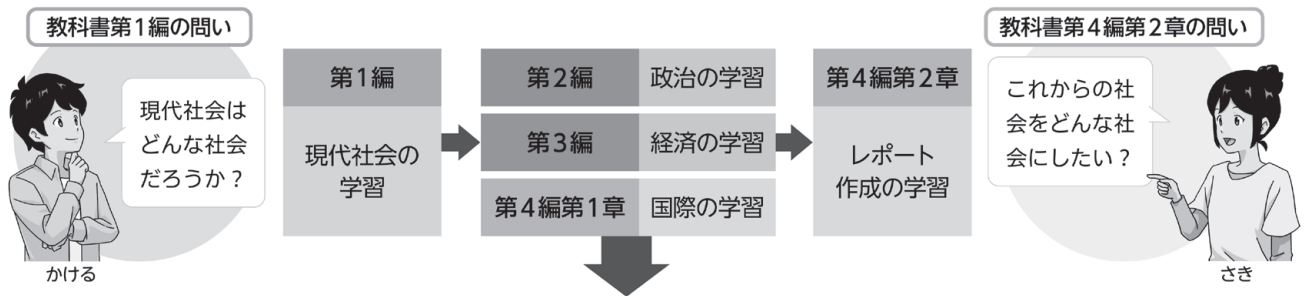 教科書第1編の問い
現代社会は
どんな社会
だろうか？
かける
第1編
現代社会の
学習
第2編
政治の学習
第3編
経済の学習
第4編第1章
国際の学習
第4編第2章
レポート
作成の学習
教科書第4編第2章の問い
これからの社
会をどんな社
会にしたい？
さき